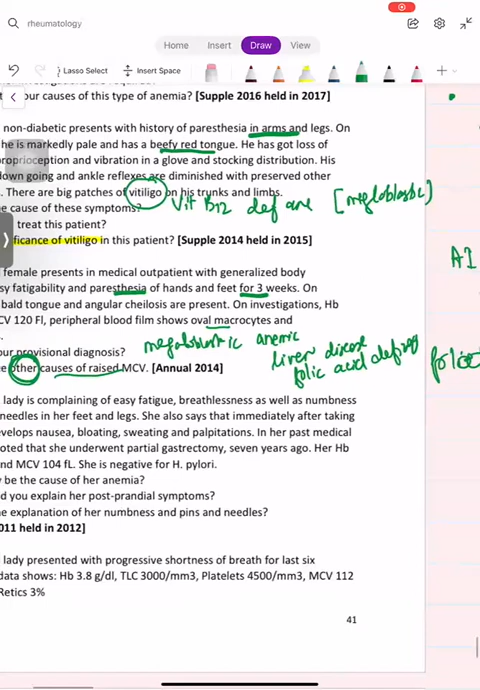 rheumatology
Home Insert Draw View
Lasso Select Insert Space
our causes of this type of anemia? [Supple 2016 held in 2017]
non-diabetic presents with history of paresthesia in arms and legs. On
he is markedly pale and has a beefy red tongue. He has got loss of
proprioception and vibration in a glove and stocking distribution. His
down going and ankle reflexes are diminished with preserved other
. There are big patches of vitiligo on his trunks and limbs.
he cause of these symptoms?
Vit B12 def ane [megloblastic)
treat this patient?
ificance of vitiligo in this patient? [Supple 2014 held in 2015]
AI
female presents in medical outpatient with generalized body
sy fatigability and paresthesia of hands and feet for 3 weeks. On
bald tongue and angular cheilosis are present. On investigations, Hb
CV 120 Fl, peripheral blood film shows oval macrocytes and
our provisional diagnosis?
megaloblastic anemic
liver disease
e other causes of raised MCV. [Annual 2014]
folic acid
lady is complaining of easy fatigue, breathlessness as well as numbness
needles in her feet and legs. She also says that immediately after taking
evelops nausea, bloating, sweating and palpitations. In her past medical
oted that she underwent partial gastrectomy, seven years ago. Her Hb
nd MCV 104 fL. She is negative for H. pylori.
y be the cause of her anemia?
d you explain her post-prandial symptoms?
he explanation of her numbness and pins and needles?
011 held in 2012]
lady presented with progressive shortness of breath for last six
data shows: Hb 3.8 g/dl, TLC 3000/mm3, Platelets 4500/mm3, MCV 112
Retics 3%
41